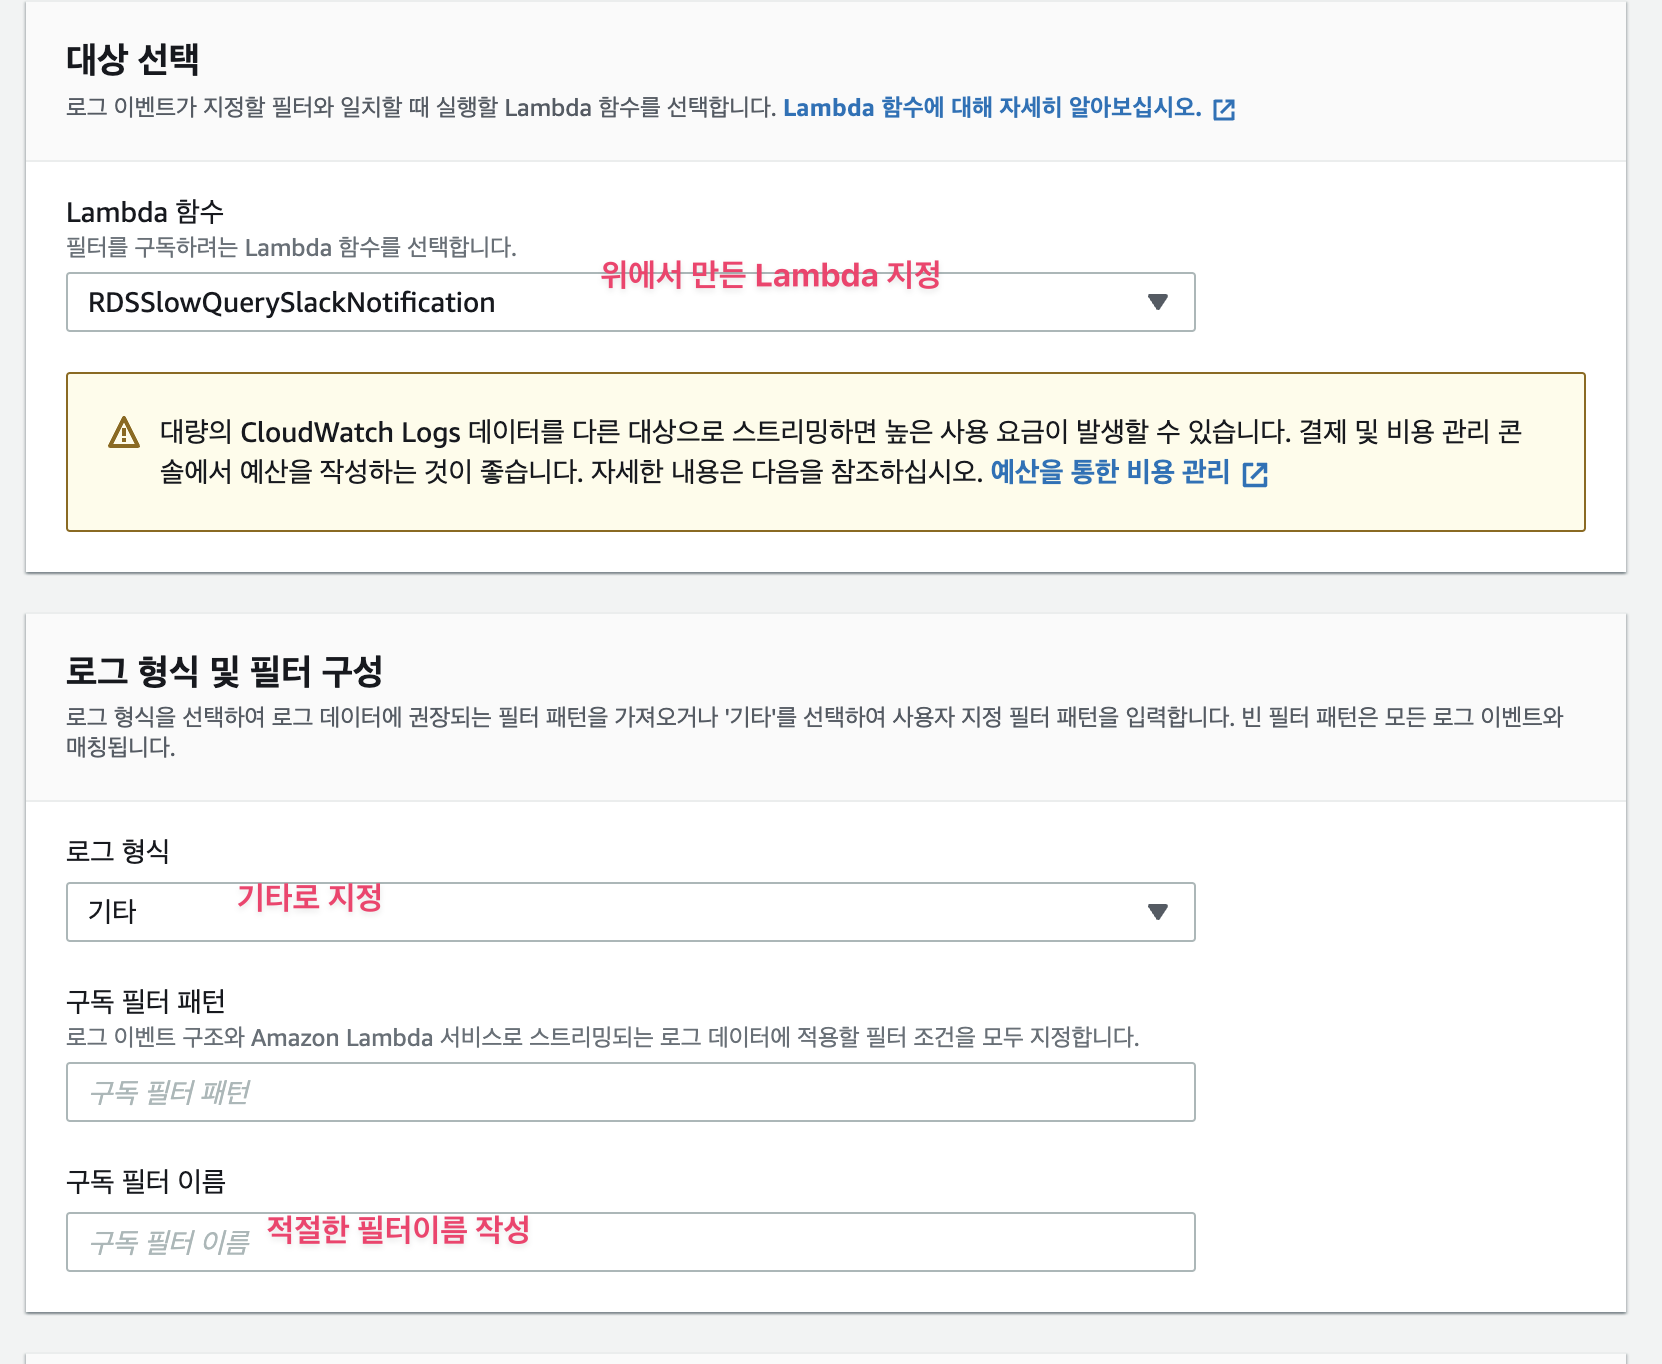 대상 선택
로그 이벤트가 지정할 필터와 일치할 때 실행할 Lambda 함수를 선택합니다. Lambda 함수에 대해 자세히 알아보십시오.
Lambda 함수
필터를 구독하려는 Lambda 함수를 선택합니다.
위에서 만든 Lambda 지정
RDSSlowQuerySlackNotification
대량의 CloudWatch Logs 데이터를 다른 대상으로 스트리밍하면 높은 사용 요금이 발생할 수 있습니다. 결제 및 비용 관리 콘
솔에서 예산을 작성하는 것이 좋습니다. 자세한 내용은 다음을 참조하십시오. 예산을 통한 비용 관리
로그 형식 및 필터 구성
로그 형식을 선택하여 로그 데이터에 권장되는 필터 패턴을 가져오거나 '기타'를 선택하여 사용자 지정 필터 패턴을 입력합니다. 빈 필터 패턴은 모든 로그 이벤트와
매칭됩니다.
로그 형식
기타로 지정
기타
구독 필터 패턴
로그 이벤트 구조와 Amazon Lambda 서비스로 스트리밍되는 로그 데이터에 적용할 필터 조건을 모두 지정합니다.
구독 필터 패턴
구독 필터 이름
구독 필터 이름 적절한 필터이름 작성